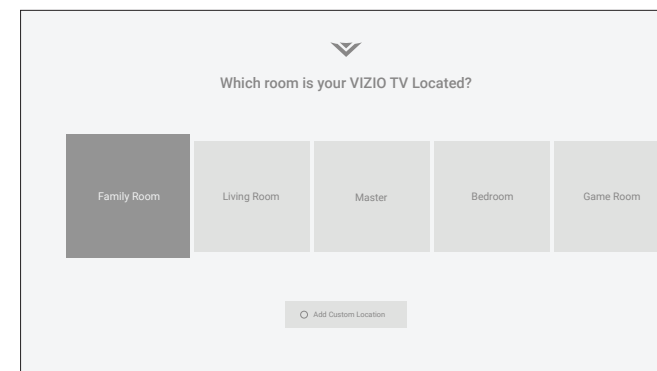 Which room is your VIZIO TV Located?
Family Room
Living Room
Master
Bedroom
Game Room
Add Custom Location